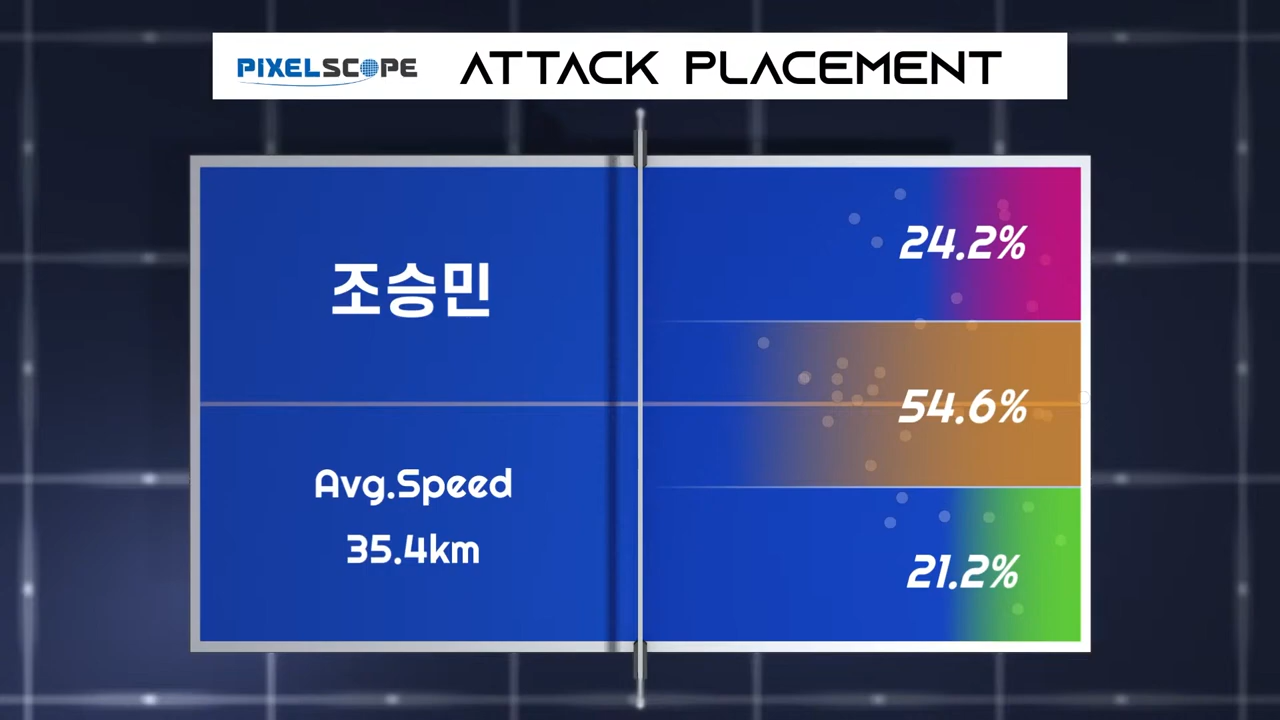 PIXELSCOPE ATTACK PLACEMENT
조승민
Avg.Speed
35.4km
24.2%
54.6%
21.2%